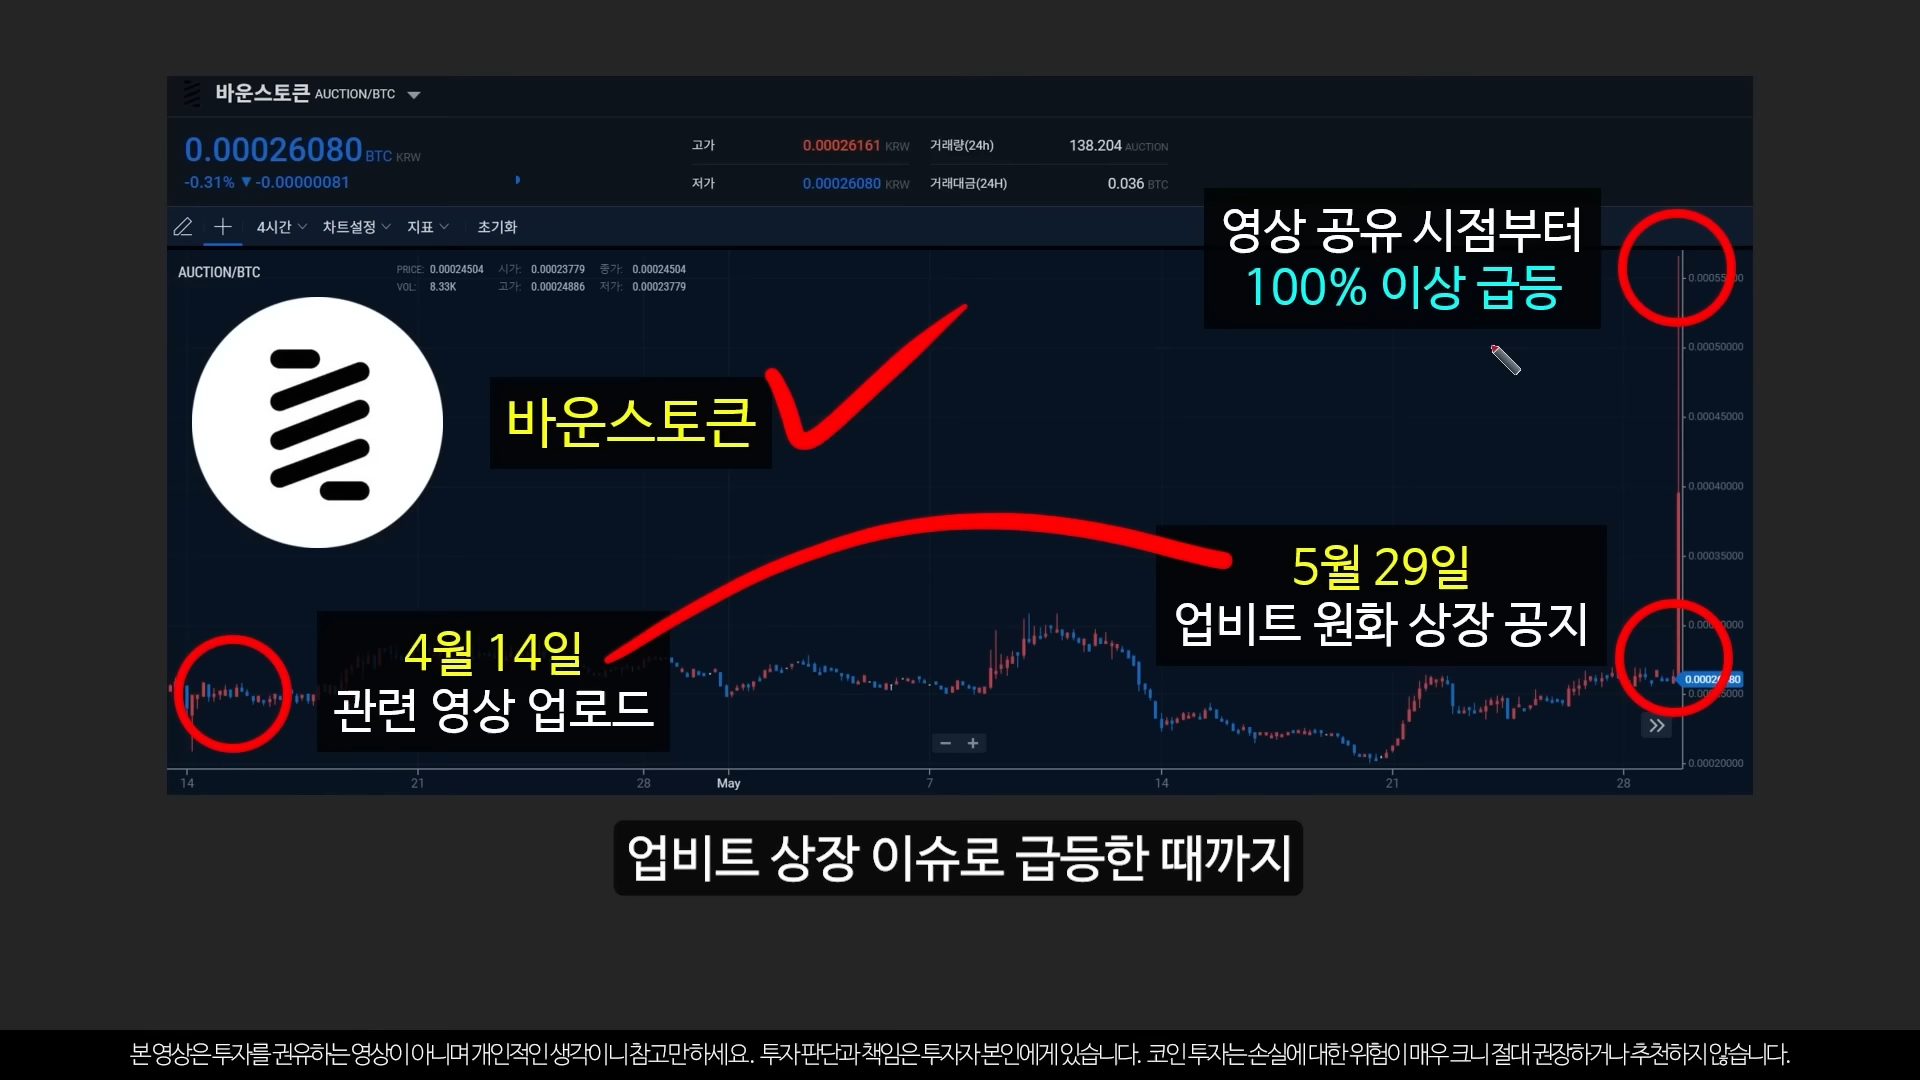 바운스토큰 AUCTION/BTC
0.00026080 BTC KRW
-0.31% ▼ -0.00000081
고가 0.00026161 KRW 거래량(24h) 138.204 AUCTION
저가 0.00026080 KRW 거래대금(24H) 0.036 BTC
4시간 차트설정 지표 초기화
영상 공유 시점부터
100% 이상 급등
AUCTION/BTC
PRICE: 0.00024504 시가: 0.00023779 종가: 0.00024504
VOL: 8.33K 고가: 0.00024886 저가: 0.00023779
0.00050000
0.00045000
0.00040000
0.00035000
0.00020000
바운스토큰
5월 29일
업비트 원화 상장 공지
4월 14일
관련 영상 업로드
14 21 28 May 7 14 21 28
업비트 상장 이슈로 급등한 때까지
본 영상은 투자를 권유하는 영상이 아니며 개인적인 생각이니 참고만 하세요. 투자 판단과 책임은 투자자 본인에게 있습니다. 코인 투자는 손실에 대한 위험이 매우 크니 절대 권장하거나 추천하지 않습니다.